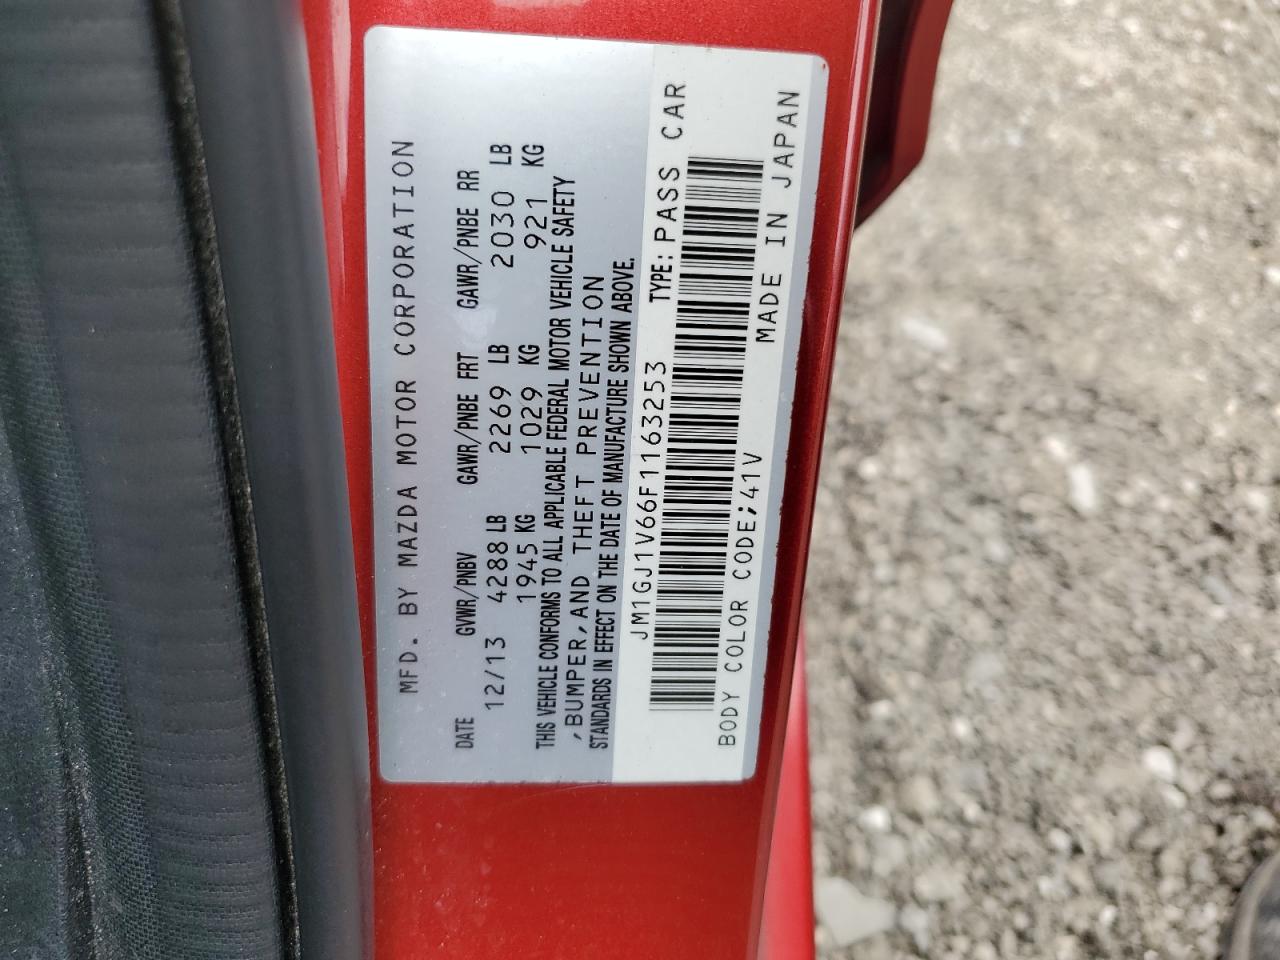 MFD. BY MAZDA MOTOR CORPORATION
DATE GVWR/PNBV GAWR/PNBE FRT GAWR/PNBE RR
12/13 4288 LB 2269 LB 2030 LB
1945 KG 1029 KG 921 KG
THIS VEHICLE CONFORMS TO ALL APPLICABLE FEDERAL MOTOR VEHICLE SAFETY
,BUMPER,AND THEFT PREVENTION
STANDARDS IN EFFECT ON THE DATE OF MANUFACTURE SHOWN ABOVE.
JM1GJ1V66F1163253 TYPE:PASS CAR
BODY COLOR CODE;41V MADE IN JAPAN